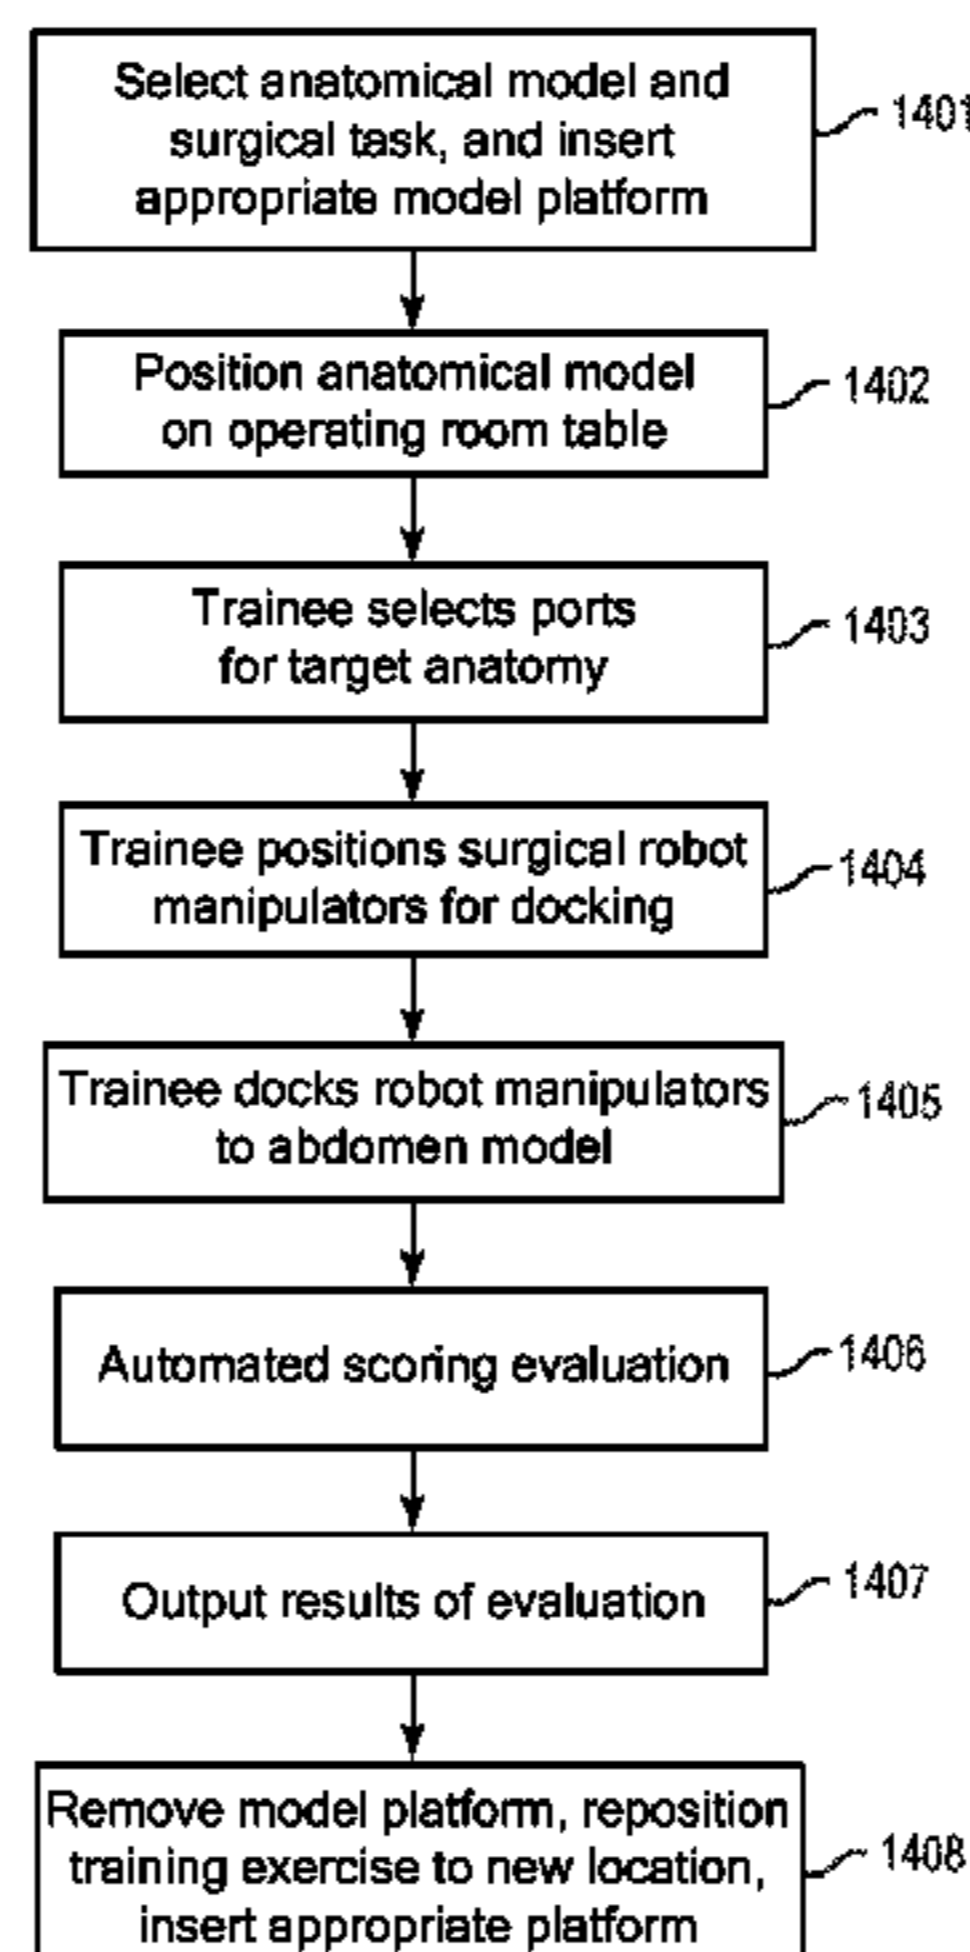 Select anatomical model and
surgical task, and insert
appropriate model platform
1401
Position anatomical model
on operating room table
1402
Trainee selects ports
for target anatomy
1403
Trainee positions surgical robot
manipulators for docking
1404
Trainee docks robot manipulators
to abdomen model
1405
Automated scoring evaluation
1406
Output results of evaluation
1407
Remove model platform, reposition
training exercise to new location,
insert appropriate platform
1408